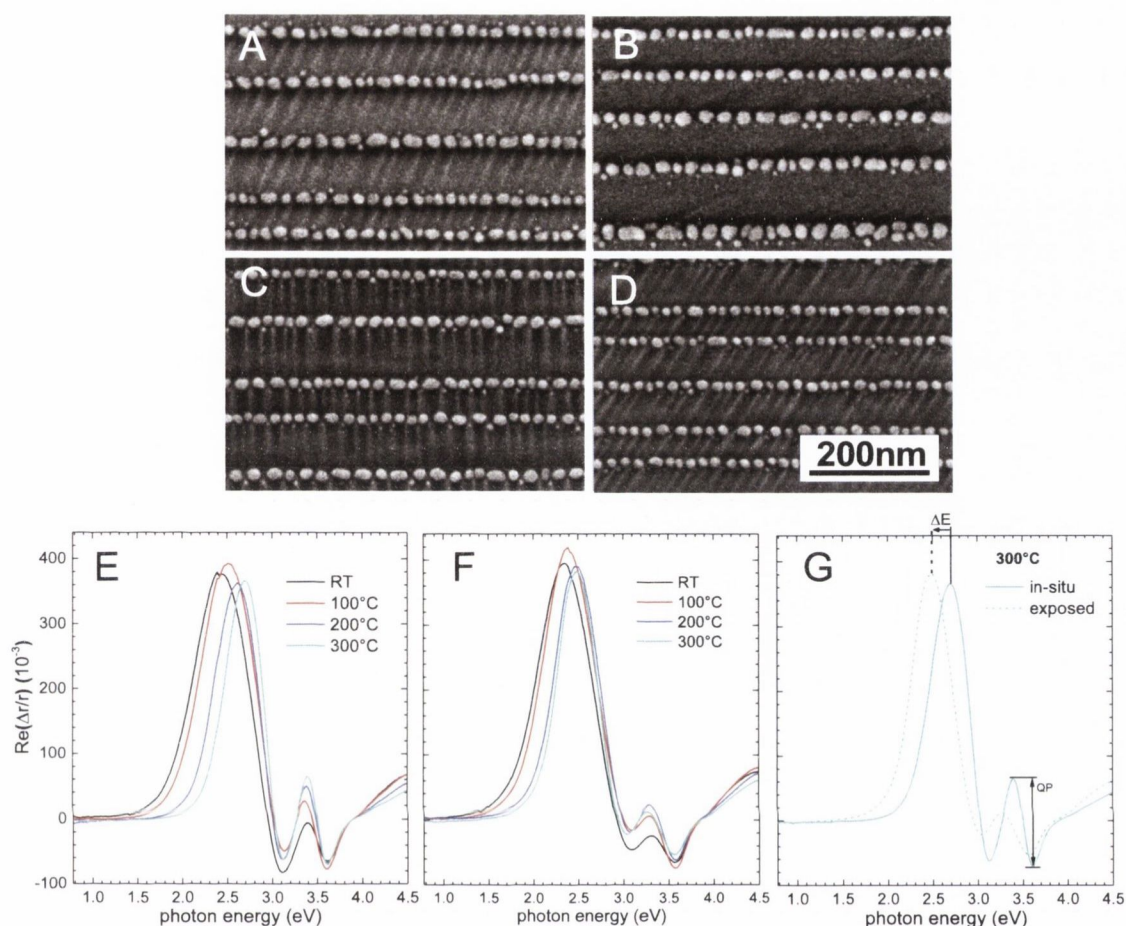 A
B
C
D
200nm
E
RT
100°C
200°C
300°C
F
RT
100°C
200°C
300°C
ΔE
G
300°C
in-situ
exposed
QP
Re(Δr/r) (10⁻³)
400
300
200
100
0
-100
1.0 1.5 2.0 2.5 3.0 3.5 4.0 4.5
photon energy (eV)
1.0 1.5 2.0 2.5 3.0 3.5 4.0 4.5
photon energy (eV)
1.0 1.5 2.0 2.5 3.0 3.5 4.0 4.5
photon energy (eV)